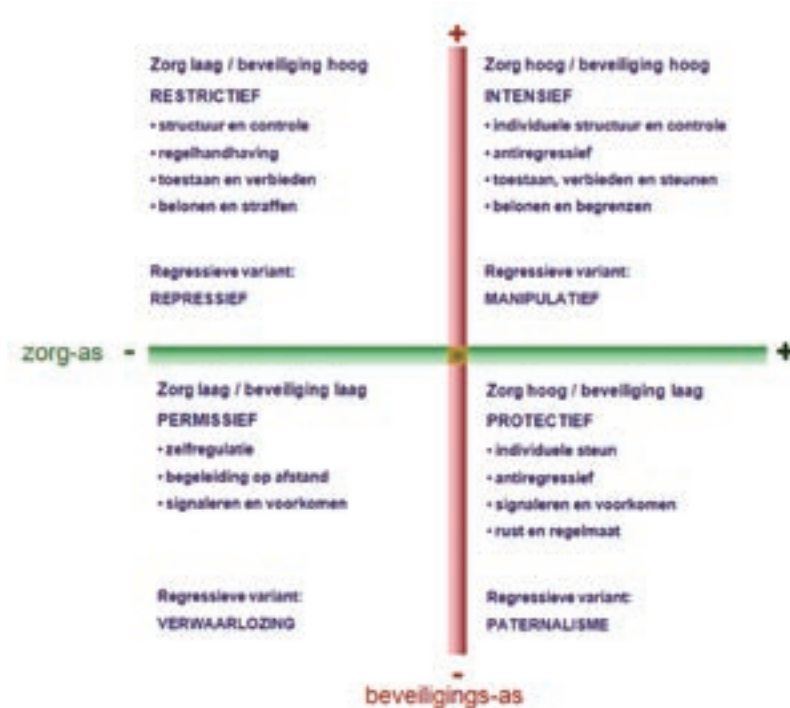 +
Zorg laag / beveiliging hoog
RESTRICTIEF
• structuur en controle
• regelhandhaving
• toestaan en verbieden
• belonen en straffen
Regressieve variant:
REPRESSIEF
Zorg hoog / beveiliging hoog
INTENSIEF
• individuele structuur en controle
• antiregressief
• toestaan, verbieden en steunen
• belonen en begrenzen
Regressieve variant:
MANIPULATIEF
zorg-as -
+
Zorg laag / beveiliging laag
PERMISSIEF
• zelfregulatie
• begeleiding op afstand
• signaleren en voorkomen
Regressieve variant:
VERWAARLOZING
Zorg hoog / beveiliging laag
PROTECTIEF
• individuele steun
• antiregressief
• signaleren en voorkomen
• rust en regelmaat
Regressieve variant:
PATERNALISME
-
beveiligings-as